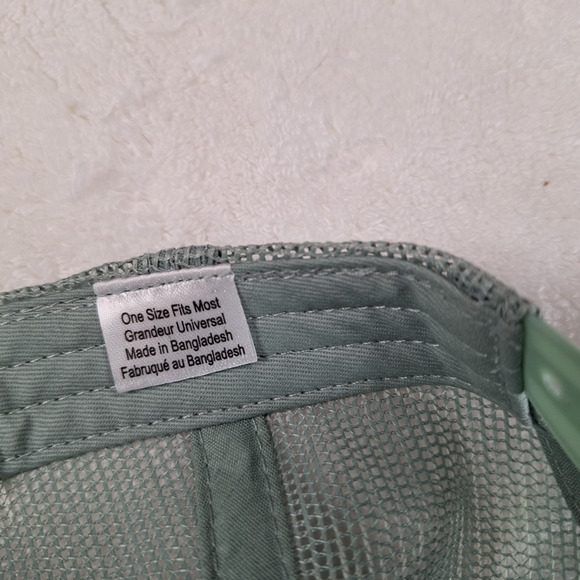 One Size Fits Most
Grandeur Universal
Made in Bangladesh
Fabruqué au Bangladesh